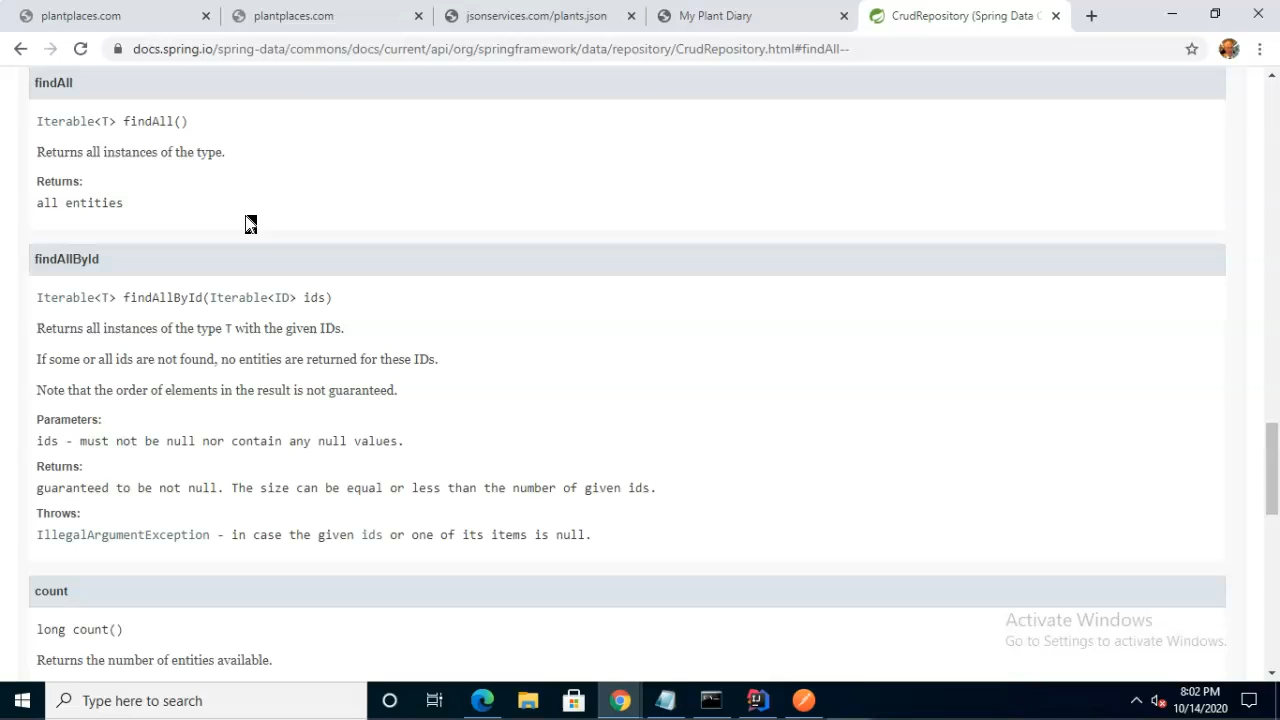 plantplaces.com
plantplaces.com
jsonservices.com/plants.json
My Plant Diary
CrudRepository (Spring Data C
docs.spring.io/spring-data/commons/docs/current/api/org/springframework/data/repository/CrudRepository.html#findAll--
findAll
Iterable<T> findAll()
Returns all instances of the type.
Returns:
all entities
findAllById
Iterable<T> findAllById(Iterable<ID> ids)
Returns all instances of the type T with the given IDs.
If some or all ids are not found, no entities are returned for these IDs.
Note that the order of elements in the result is not guaranteed.
Parameters:
ids - must not be null nor contain any null values.
Returns:
guaranteed to be not null. The size can be equal or less than the number of given ids.
Throws:
IllegalArgumentException - in case the given ids or one of its items is null.
count
long count()
Returns the number of entities available.
Activate Windows
Go to Settings to activate Windows.
Type here to search
8:02 PM
10/14/2020